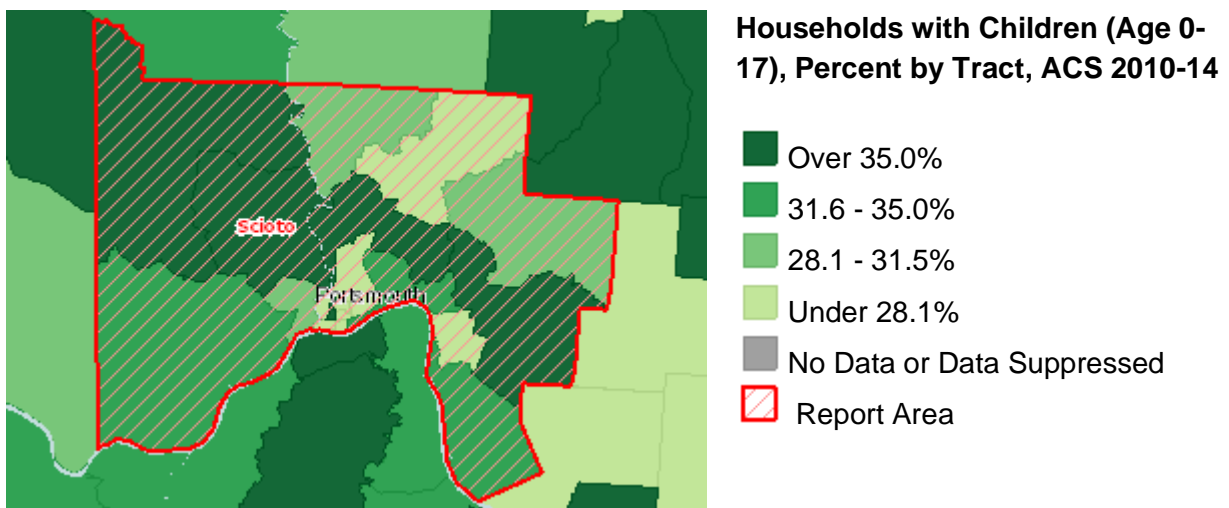 Scioto
Portsmouth
Households with Children (Age 0-
17), Percent by Tract, ACS 2010-14
Over 35.0%
31.6 - 35.0%
28.1 - 31.5%
Under 28.1%
No Data or Data Suppressed
Report Area